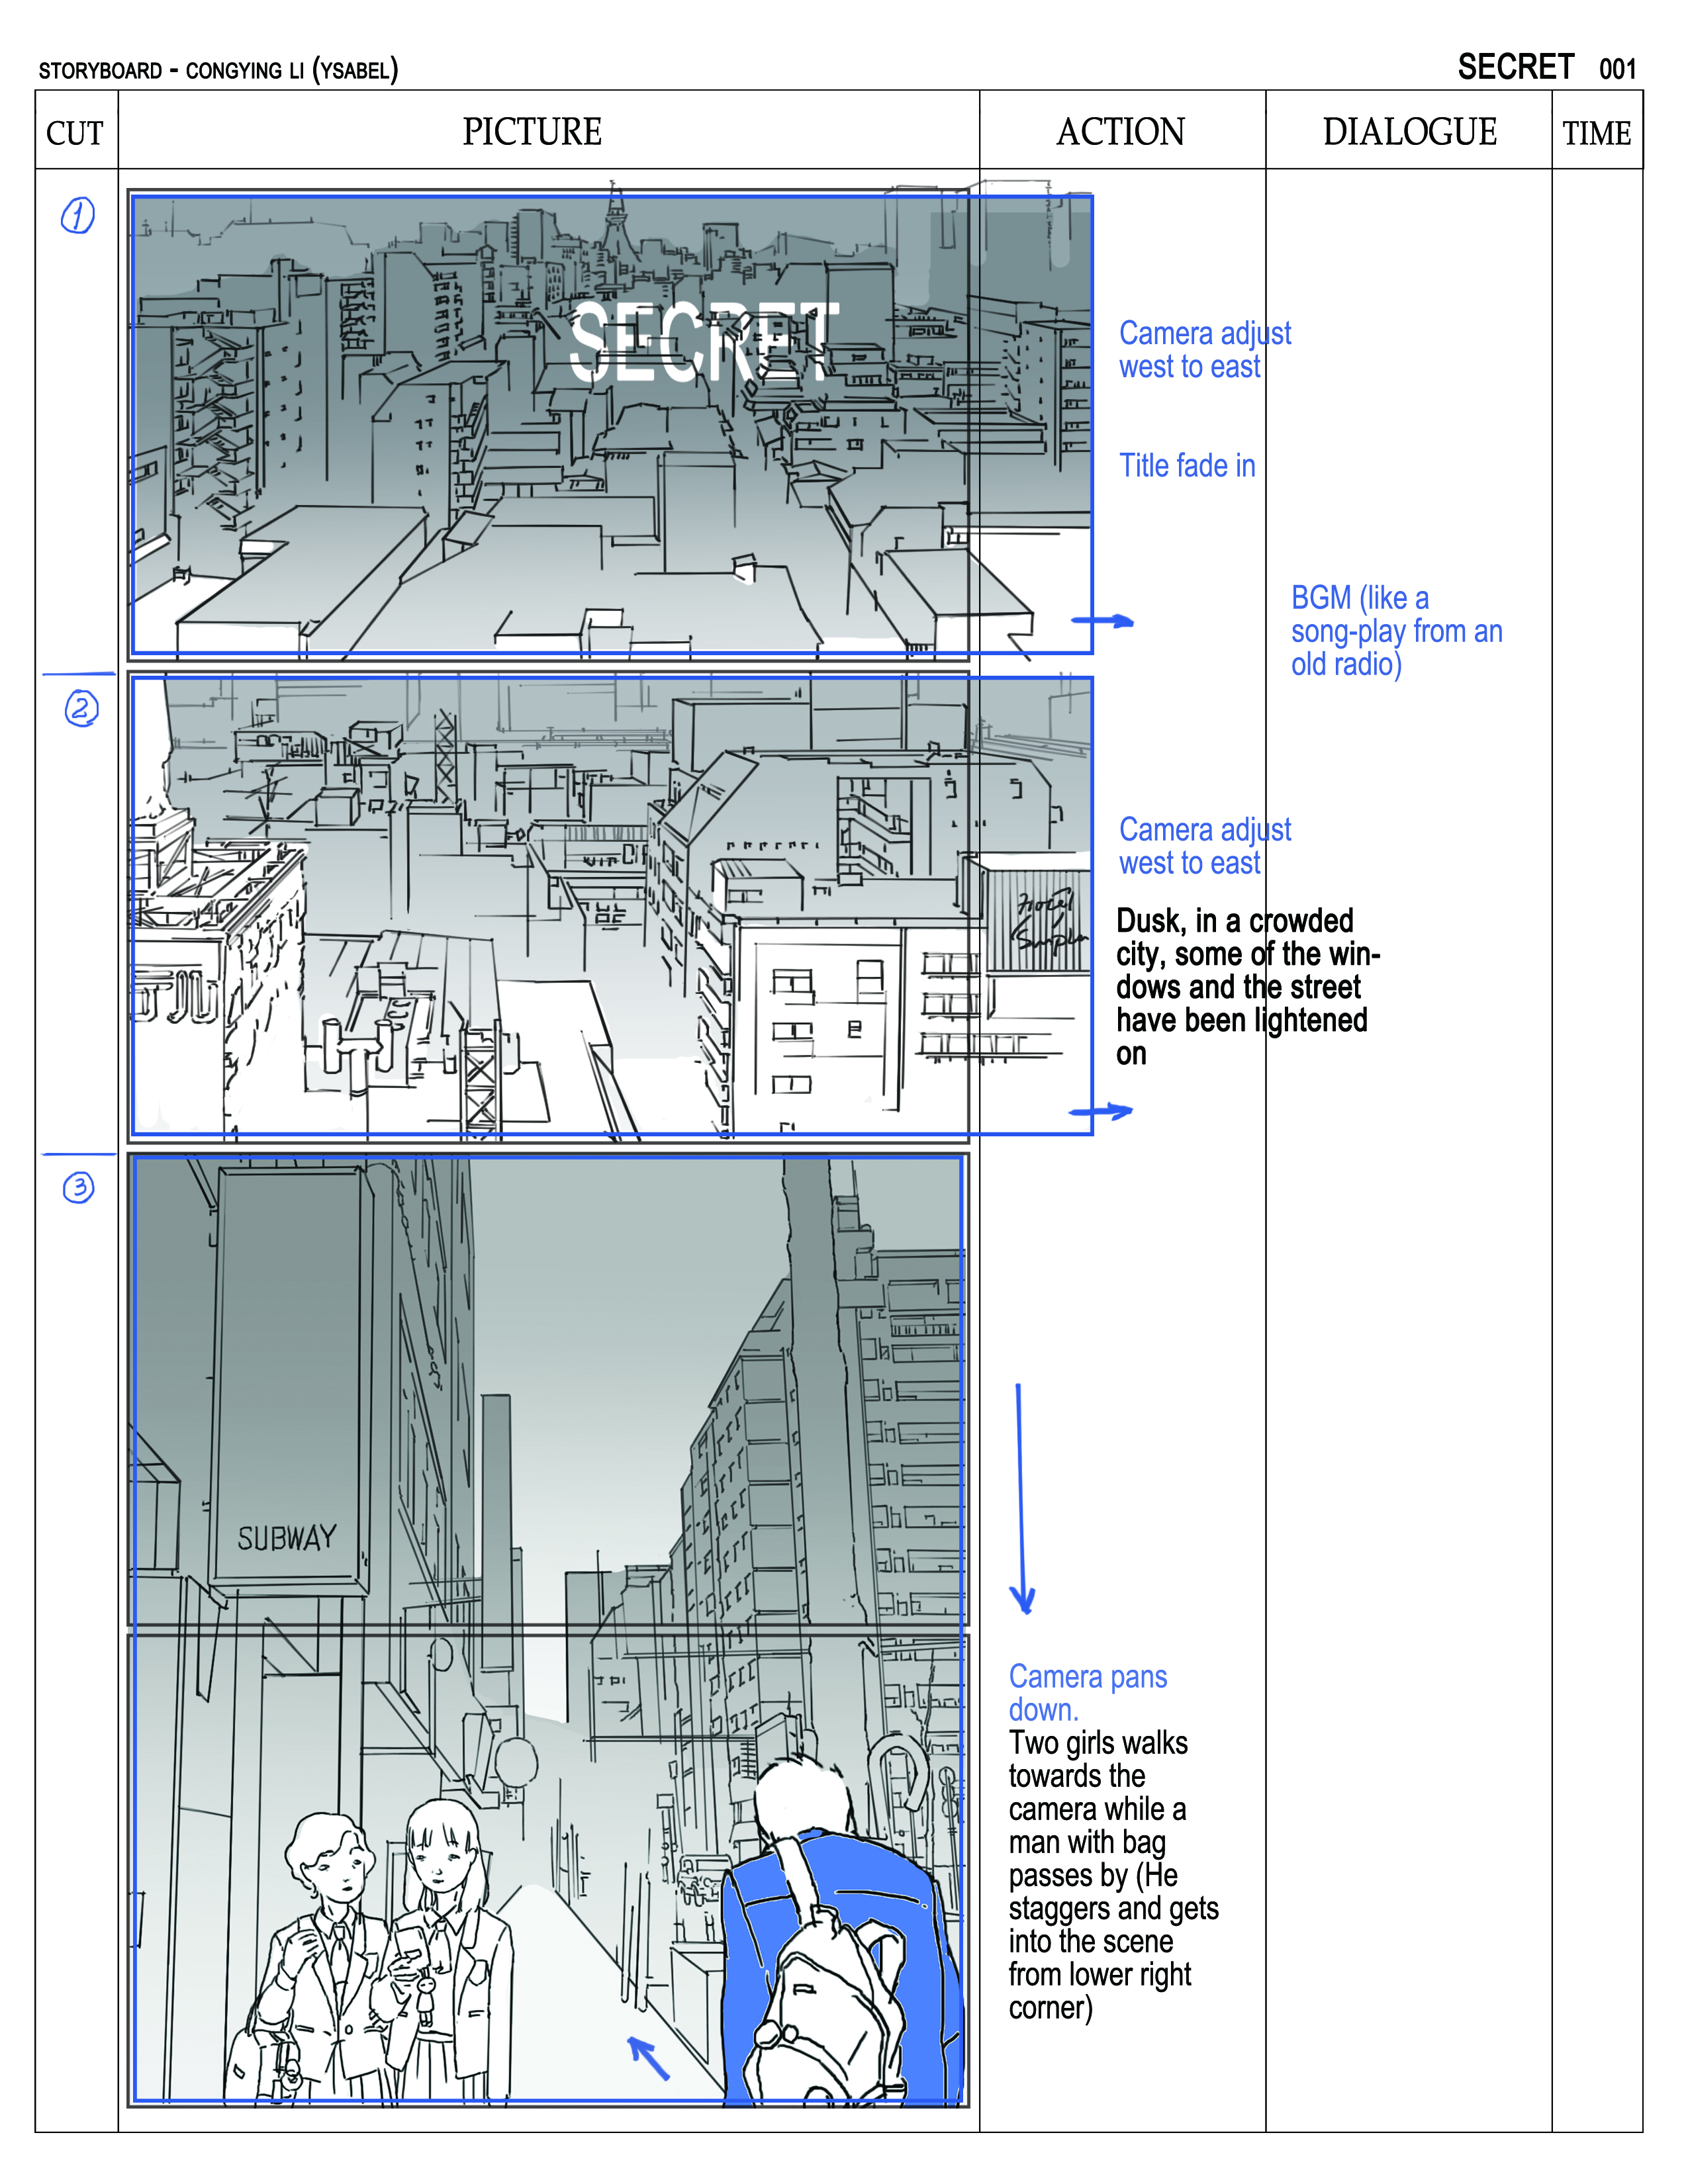 STORYBOARD - CONGYING LI (YSABEL)
SECRET 001
CUT
PICTURE
ACTION
DIALOGUE
TIME
1
SECRET
Camera adjust
west to east
Title fade in
BGM (like a
song-play from an
old radio)
2
Camera adjust
west to east
Dusk, in a crowded
city, some of the win-
dows and the street
have been lightened
on
Hotel
TJU
3
SUBWAY
Camera pans
down.
Two girls walks
towards the
camera while a
man with bag
passes by (He
staggers and gets
into the scene
from lower right
corner)